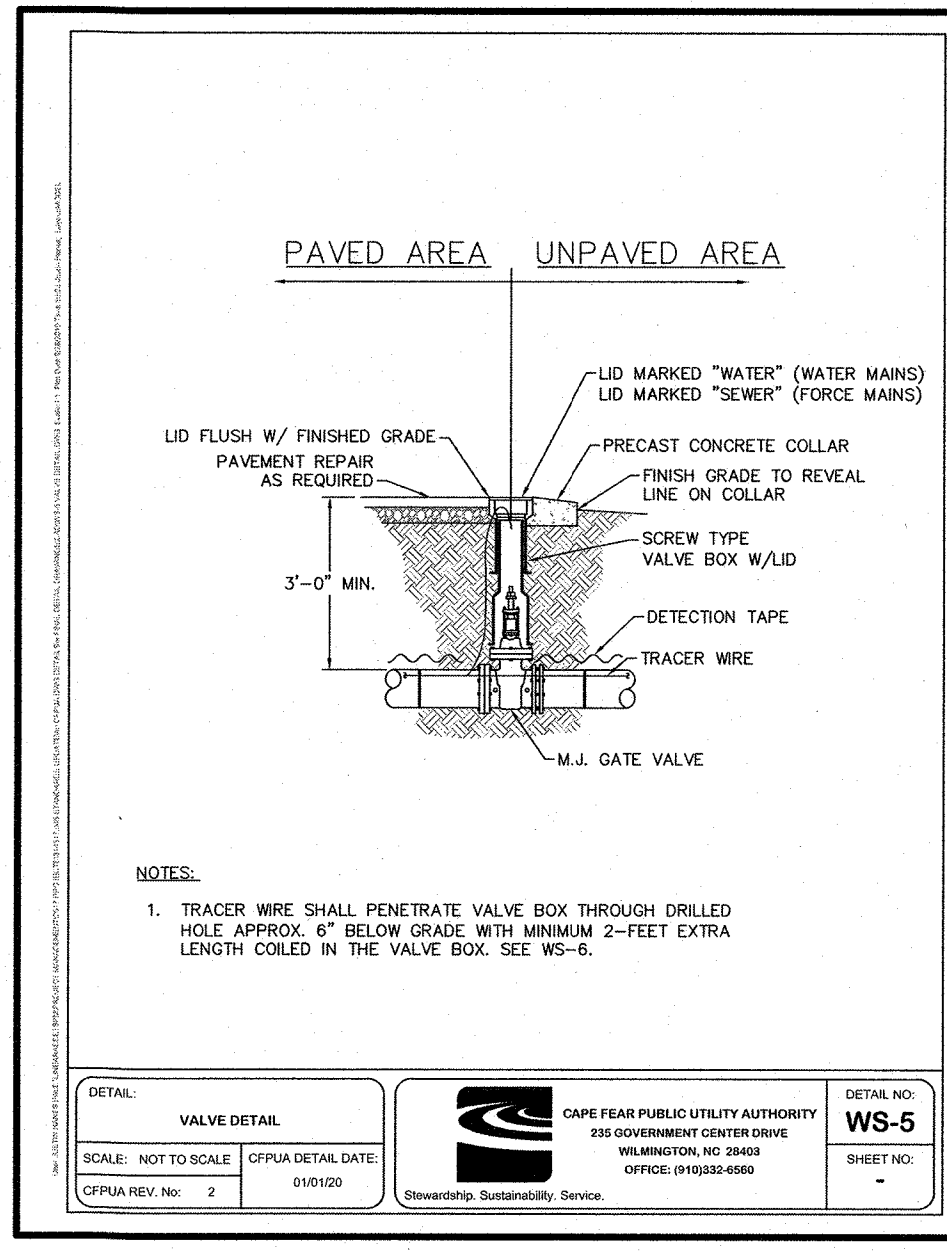 PAVED AREA
UNPAVED AREA
LID MARKED "WATER" (WATER MAINS)
LID MARKED "SEWER" (FORCE MAINS)
LID FLUSH W/ FINISHED GRADE
PAVEMENT REPAIR
AS REQUIRED
PRECAST CONCRETE COLLAR
FINISH GRADE TO REVEAL
LINE ON COLLAR
SCREW TYPE
VALVE BOX W/LID
3'-0" MIN.
DETECTION TAPE
TRACER WIRE
M.J. GATE VALVE
NOTES:
1. TRACER WIRE SHALL PENETRATE VALVE BOX THROUGH DRILLED
HOLE APPROX. 6" BELOW GRADE WITH MINIMUM 2-FEET EXTRA
LENGTH COILED IN THE VALVE BOX. SEE WS-6.
DETAIL:
VALVE DETAIL
SCALE: NOT TO SCALE
CFPUA DETAIL DATE:
01/01/20
CFPUA REV. No: 2
CAPE FEAR PUBLIC UTILITY AUTHORITY
235 GOVERNMENT CENTER DRIVE
WILMINGTON, NC 28403
OFFICE: (910)332-6560
Stewardship. Sustainability. Service.
DETAIL NO:
WS-5
SHEET NO:
-